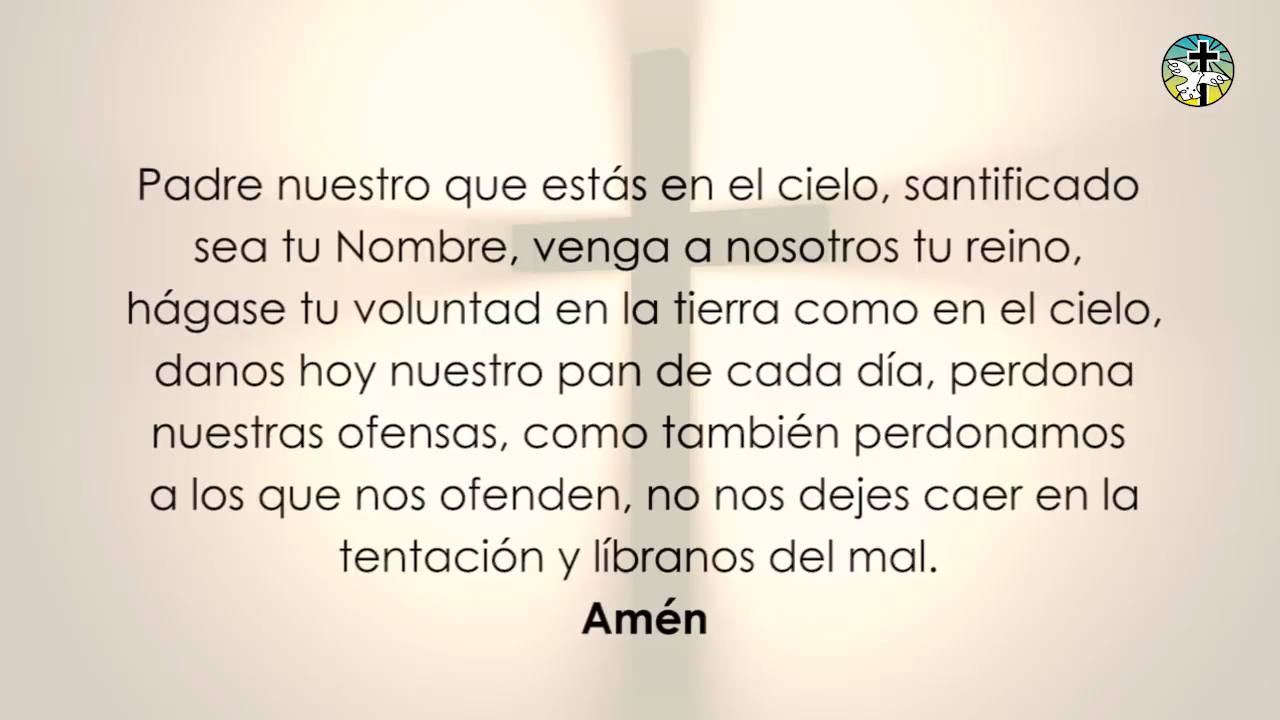 Padre nuestro que estás en el cielo, santificado
sea tu Nombre, venga a nosotros tu reino,
hágase tu voluntad en la tierra como en el cielo,
danos hoy nuestro pan de cada día, perdona
nuestras ofensas, como también perdonamos
a los que nos ofenden, no nos dejes caer en la
tentación y líbranos del mal.
Amén